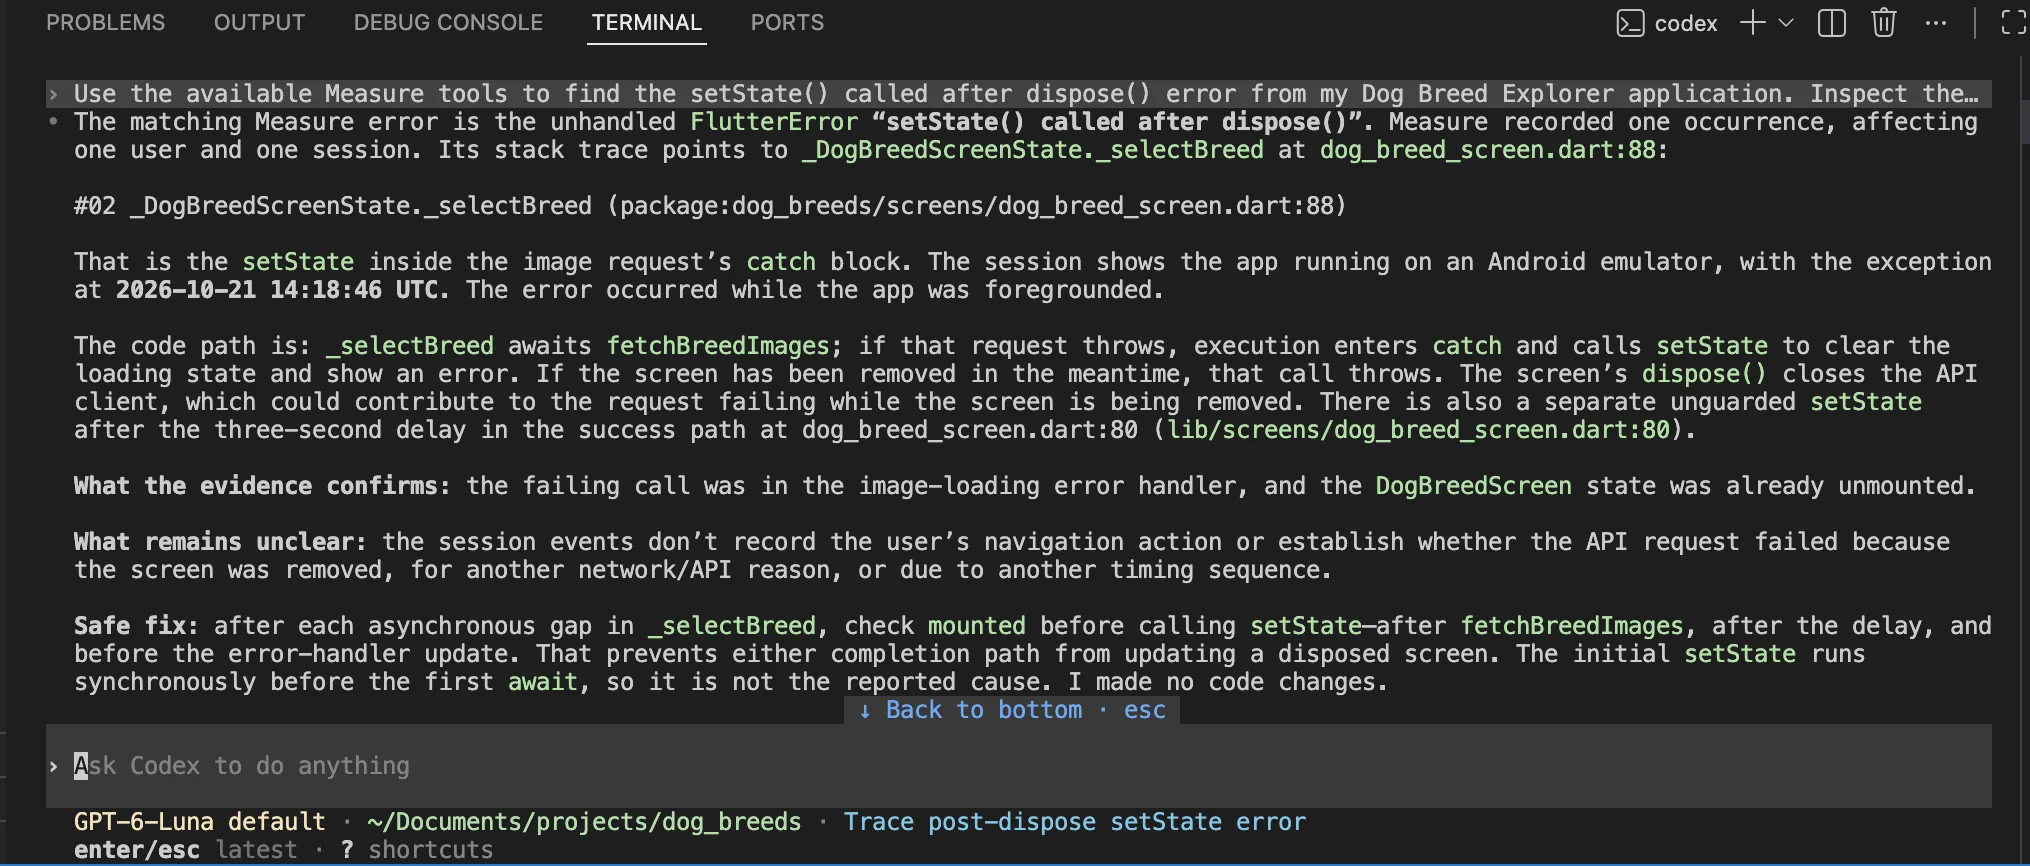 PROBLEMS OUTPUT DEBUG CONSOLE TERMINAL PORTS codex
› Use the available Measure tools to find the setState() called after dispose() error from my Dog Breed Explorer application. Inspect the…
• The matching Measure error is the unhandled FlutterError “setState() called after dispose()”. Measure recorded one occurrence, affecting
one user and one session. Its stack trace points to _DogBreedScreenState._selectBreed at dog_breed_screen.dart:88:
#02 _DogBreedScreenState._selectBreed (package:dog_breeds/screens/dog_breed_screen.dart:88)
That is the setState inside the image request’s catch block. The session shows the app running on an Android emulator, with the exception
at 2026-10-21 14:18:46 UTC. The error occurred while the app was foregrounded.
The code path is: _selectBreed awaits fetchBreedImages; if that request throws, execution enters catch and calls setState to clear the
loading state and show an error. If the screen has been removed in the meantime, that call throws. The screen’s dispose() closes the API
client, which could contribute to the request failing while the screen is being removed. There is also a separate unguarded setState
after the three-second delay in the success path at dog_breed_screen.dart:80 (lib/screens/dog_breed_screen.dart:80).
What the evidence confirms: the failing call was in the image-loading error handler, and the DogBreedScreen state was already unmounted.
What remains unclear: the session events don’t record the user’s navigation action or establish whether the API request failed because
the screen was removed, for another network/API reason, or due to another timing sequence.
Safe fix: after each asynchronous gap in _selectBreed, check mounted before calling setState—after fetchBreedImages, after the delay, and
before the error-handler update. That prevents either completion path from updating a disposed screen. The initial setState runs
synchronously before the first await, so it is not the reported cause. I made no code changes.
↓ Back to bottom · esc
› Ask Codex to do anything
GPT-6-Luna default · ~/Documents/projects/dog_breeds · Trace post-dispose setState error
enter/esc latest · ? shortcuts